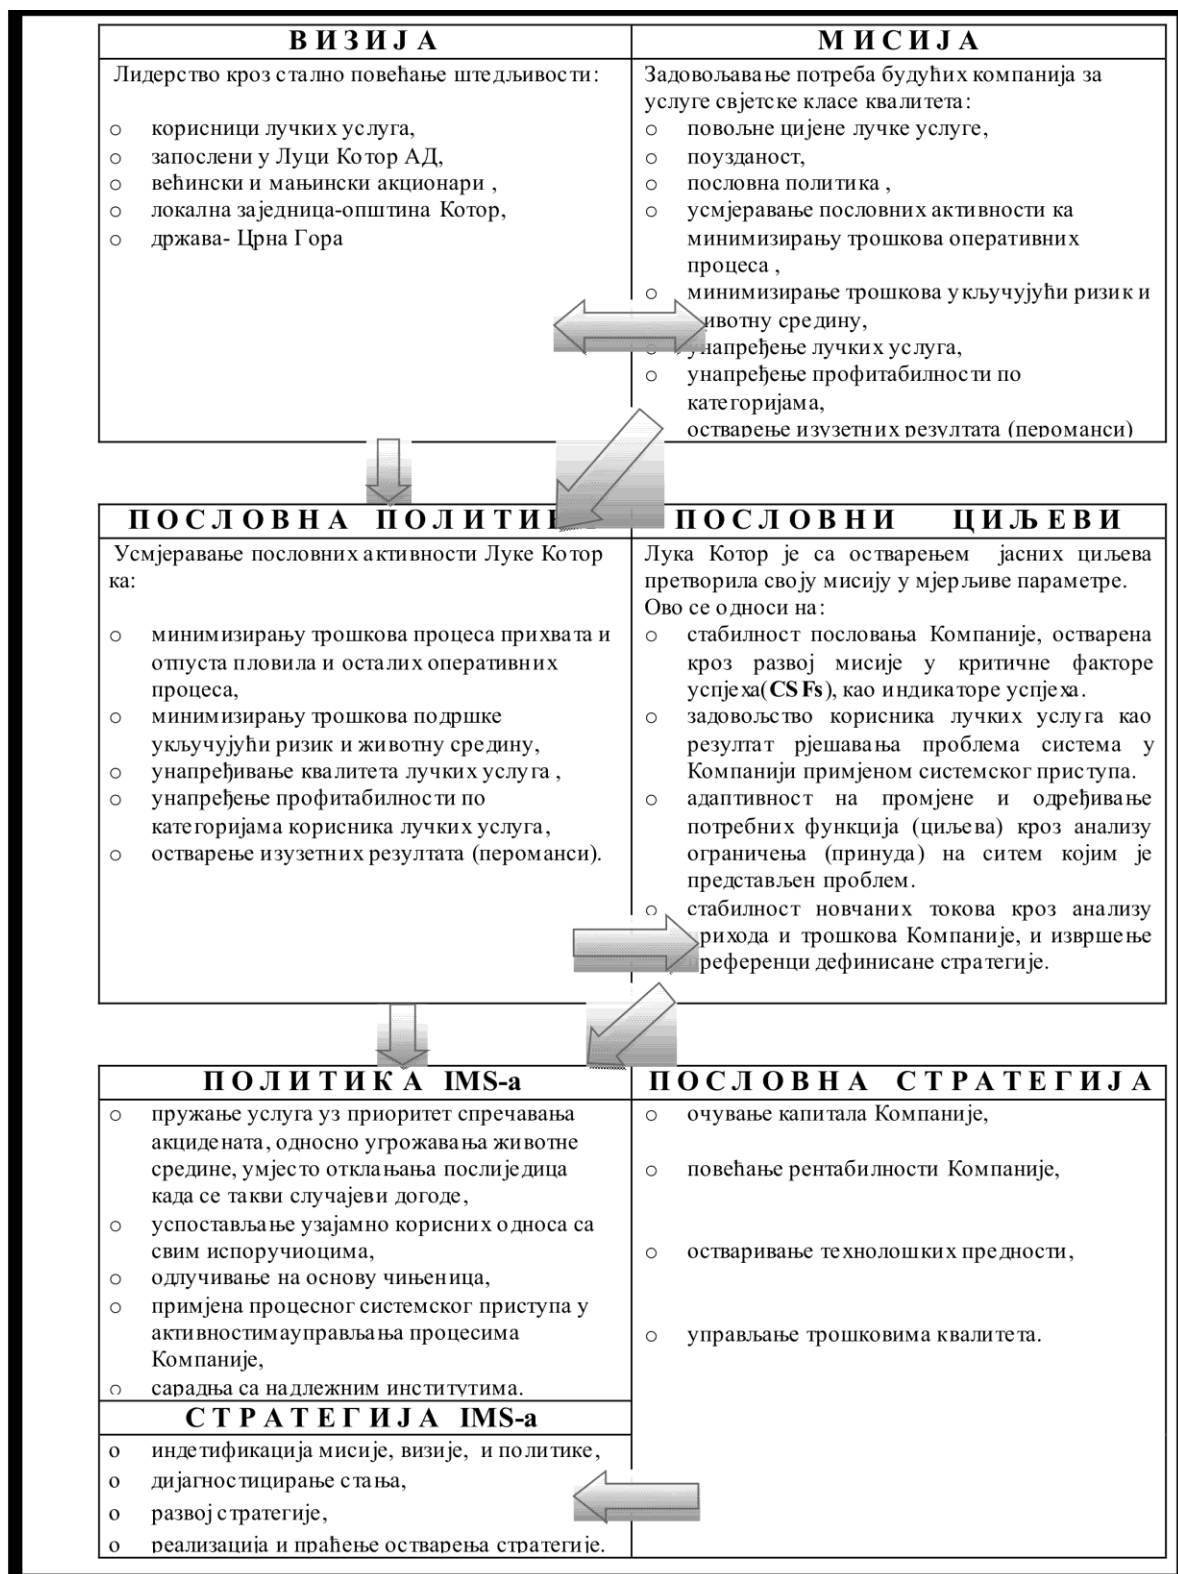 ВИЗИЈА
Лидерство кроз стално повећање штедљивости:
o корисници лучких услуга,
o запослени у Луци Котор АД,
o већински и мањински акционари ,
o локална заједница-општина Котор,
o држава- Црна Гора
МИСИЈА
Задовољавање потреба будућих компанија за
услуге свјетске класе квалитета:
o повољне цијене лучке услуге,
o поузданост,
o пословна политика ,
o усмјеравање пословних активности ка
минимизирању трошкова оперативних
процеса ,
o минимизирање трошкова укључујући ризик и
ивотну средину,
o унапређење лучких услуга,
o унапређење профитабилности по
категоријама,
остварење изузетних резултата (пероманси)
ПОСЛОВНА ПОЛИТИ
Усмјеравање пословних активности Луке Котор
ка:
o минимизирању трошкова процеса прихвата и
отпуста пловила и осталих оперативних
процеса,
o минимизирању трошкова подршке
укључујући ризик и животну средину,
o унапређивање квалитета лучких услуга ,
o унапређење профитабилности по
категоријама корисника лучких услуга,
o остварење изузетних резултата (пероманси).
ПОСЛОВНИ ЦИЉЕВИ
Лука Котор је са остварењем јасних циљева
претворила своју мисију у мјерљиве параметре.
Ово се односи на:
o стабилност пословања Компаније, остварена
кроз развој мисије у критичне факторе
успјеха(CSFs), као индикаторе успјеха.
o задовољство корисника лучких услуга као
резултат рјешавања проблема система у
Компанији примјеном системског приступа.
o адаптивност на промјене и одређивање
потребних функција (циљева) кроз анализу
ограничења (принуда) на ситем којим је
представљен проблем.
o стабилност новчаних токова кроз анализу
рихода и трошкова Компаније, и извршење
преференци дефинисане стратегије.
ПОЛИТИКА IMS-a
o пружање услуга уз приоритет спречавања
акцидената, односно угрожавања животне
средине, умјесто отклањања послиједица
када се такви случајеви догоде,
o успостављање узајамно корисних односа са
свим испоручиоцима,
o одлучивање на основу чињеница,
o примјена процесног системског приступа у
активностимауправљања процесима
Компаније,
o сарадња са надлежним институтима.
ПОСЛОВНА СТРАТЕГИЈА
o очување капитала Компаније,
o повећање рентабилности Компаније,
o остваривање технолошких предности,
o управљање трошковима квалитета.
СТРАТЕГИЈА IMS-a
o индетификација мисије, визије, и политике,
o дијагностицирање стања,
o развој стратегије,
o реализација и праћење остварења стратегије.